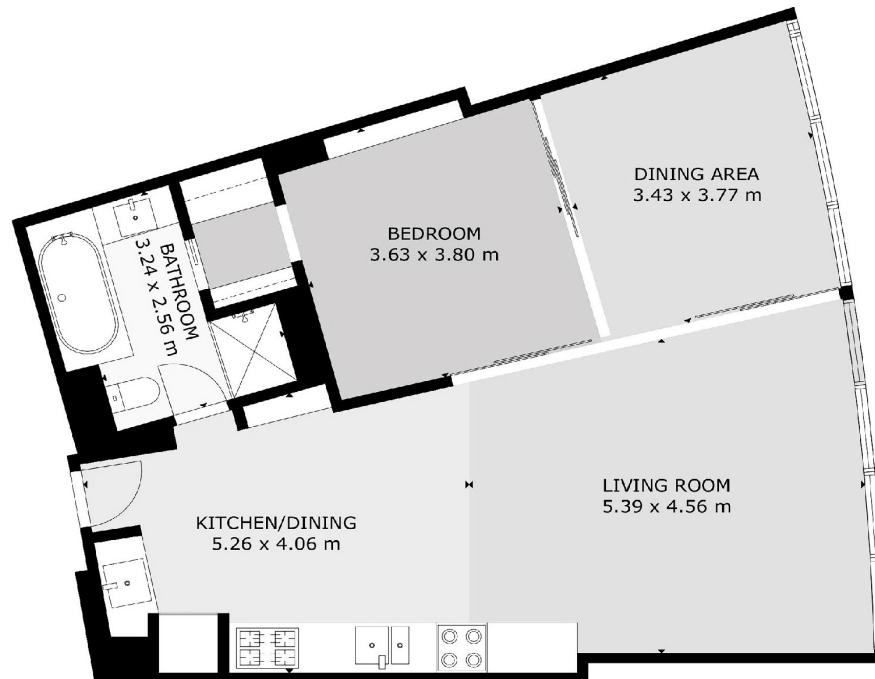 DINING AREA
3.43 x 3.77 m
BEDROOM
3.63 x 3.80 m
BATHROOM
3.24 x 2.56 m
LIVING ROOM
5.39 x 4.56 m
KITCHEN/DINING
5.26 x 4.06 m